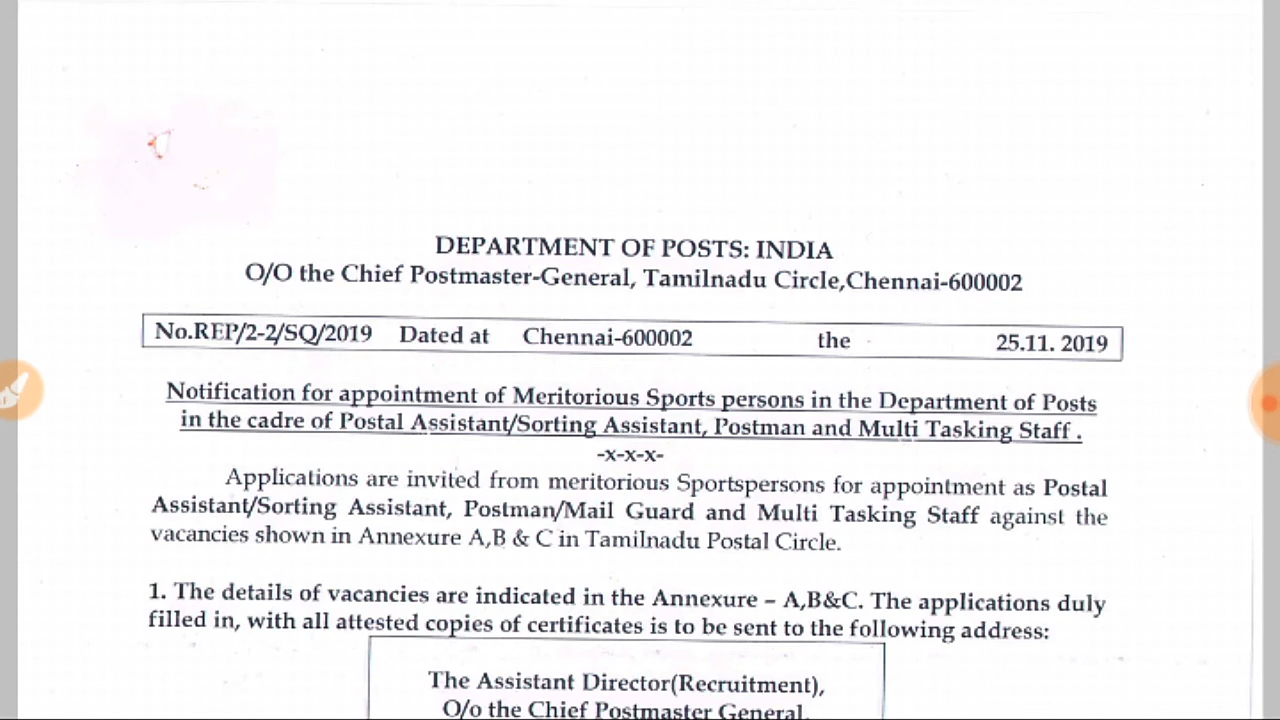 DEPARTMENT OF POSTS: INDIA
O/O the Chief Postmaster-General, Tamilnadu Circle,Chennai-600002
No.REP/2-2/SQ/2019 Dated at Chennai-600002 the 25.11. 2019
Notification for appointment of Meritorious Sports persons in the Department of Posts
in the cadre of Postal Assistant/Sorting Assistant, Postman and Multi Tasking Staff .
-x-x-x-
Applications are invited from meritorious Sportspersons for appointment as Postal
Assistant/Sorting Assistant, Postman/Mail Guard and Multi Tasking Staff against the
vacancies shown in Annexure A,B & C in Tamilnadu Postal Circle.
1. The details of vacancies are indicated in the Annexure – A,B&C. The applications duly
filled in, with all attested copies of certificates is to be sent to the following address:
The Assistant Director(Recruitment),
O/o the Chief Postmaster General,